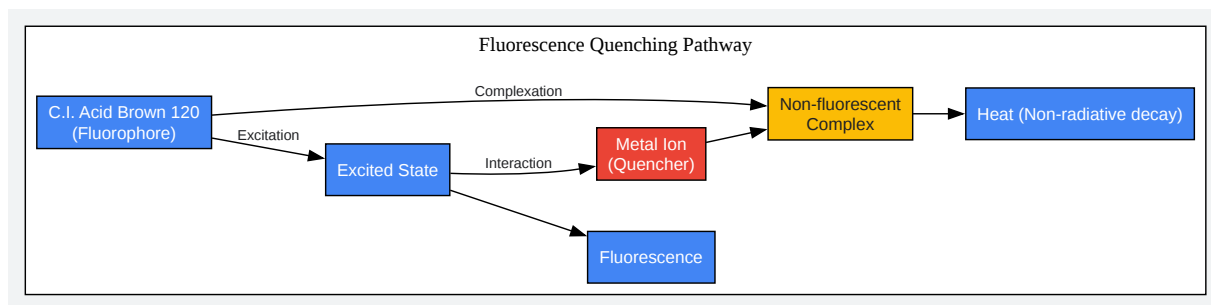 Fluorescence Quenching Pathway
C.I. Acid Brown 120
(Fluorophore)
Complexation
Excitation
Excited State
Interaction
Metal Ion
(Quencher)
Non-fluorescent
Complex
Heat (Non-radiative decay)
Fluorescence